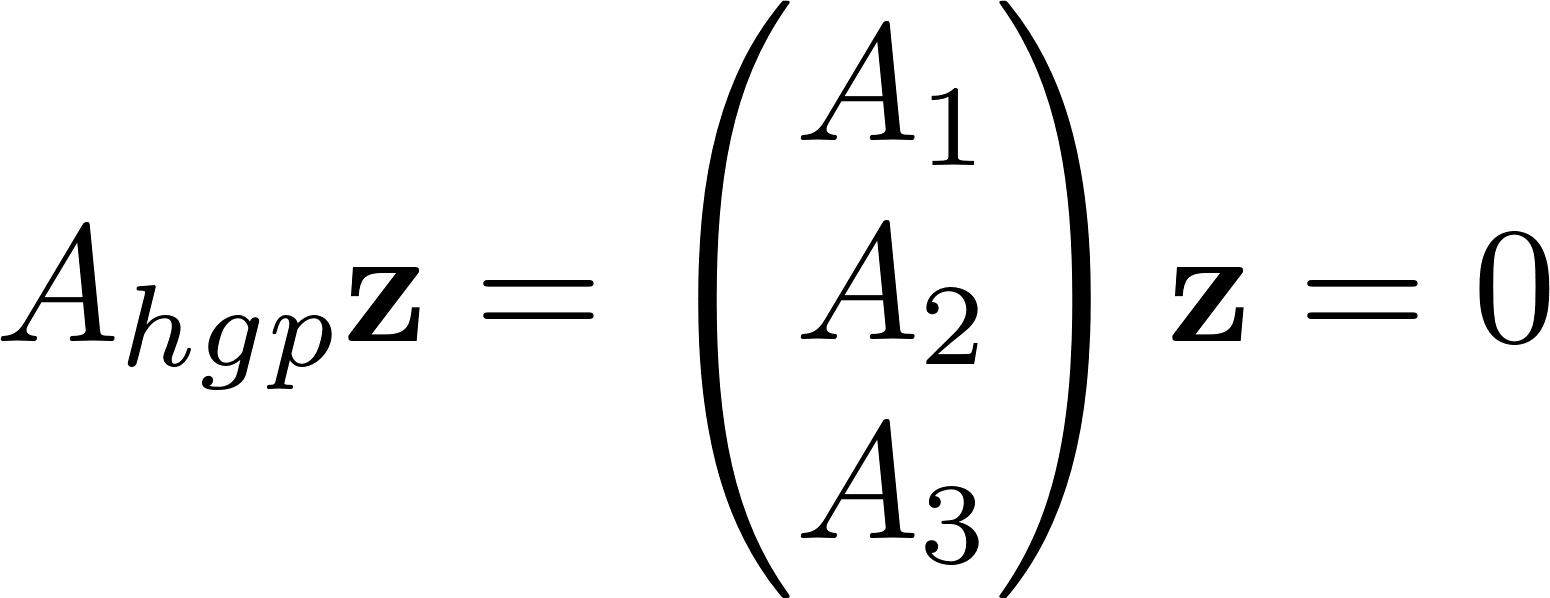 $A_{hgp}\mathbf{z} = \begin{pmatrix} A_1 \\ A_2 \\ A_3 \end{pmatrix} \mathbf{z} = 0$